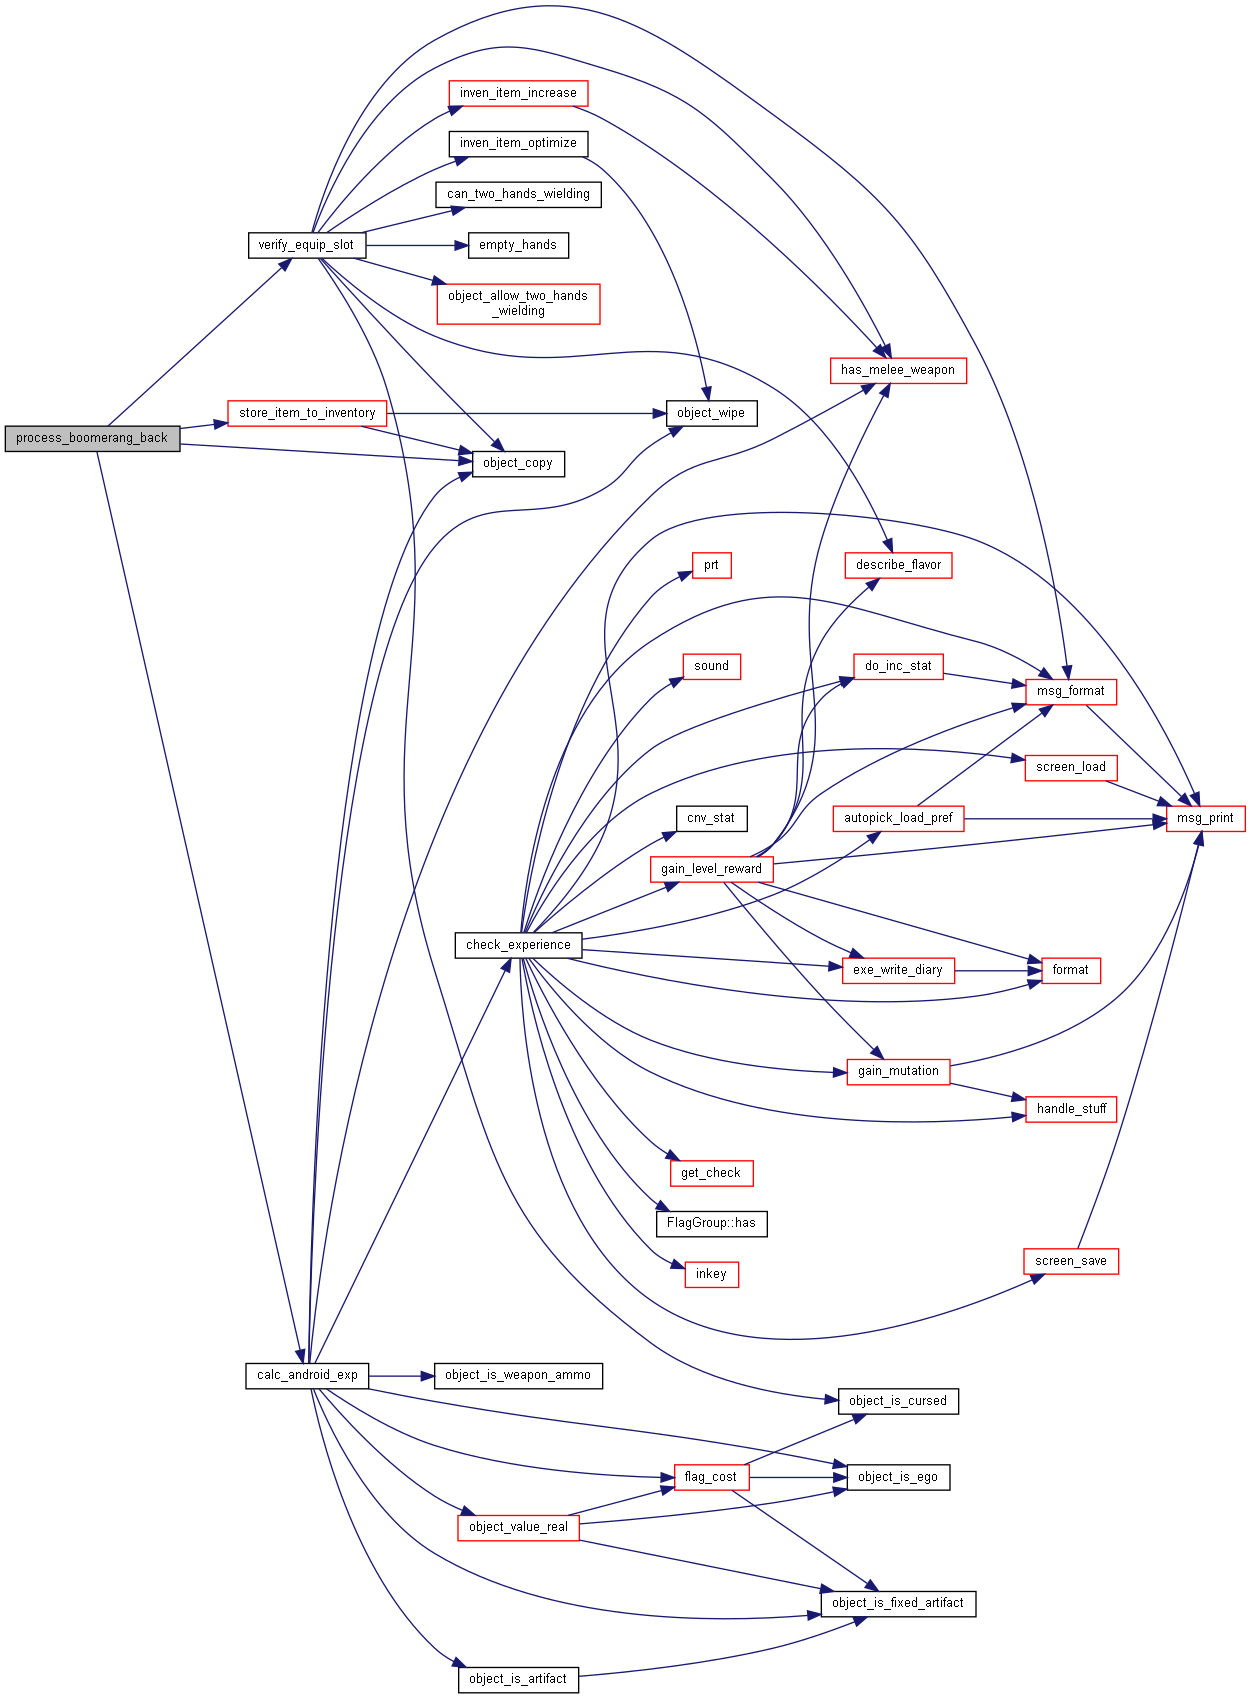 inven_item_increase
inven_item_optimize
can_two_hands_wielding
verify_equip_slot
empty_hands
object_allow_two_hands
_wielding
has_melee_weapon
store_item_to_inventory
object_wipe
process_boomerang_back
object_copy
prt
describe_flavor
sound
do_inc_stat
msg_format
screen_load
cnv_stat
autopick_load_pref
msg_print
gain_level_reward
check_experience
exe_write_diary
format
gain_mutation
handle_stuff
get_check
FlagGroup::has
inkey
screen_save
calc_android_exp
object_is_weapon_ammo
object_is_cursed
flag_cost
object_is_ego
object_value_real
object_is_fixed_artifact
object_is_artifact